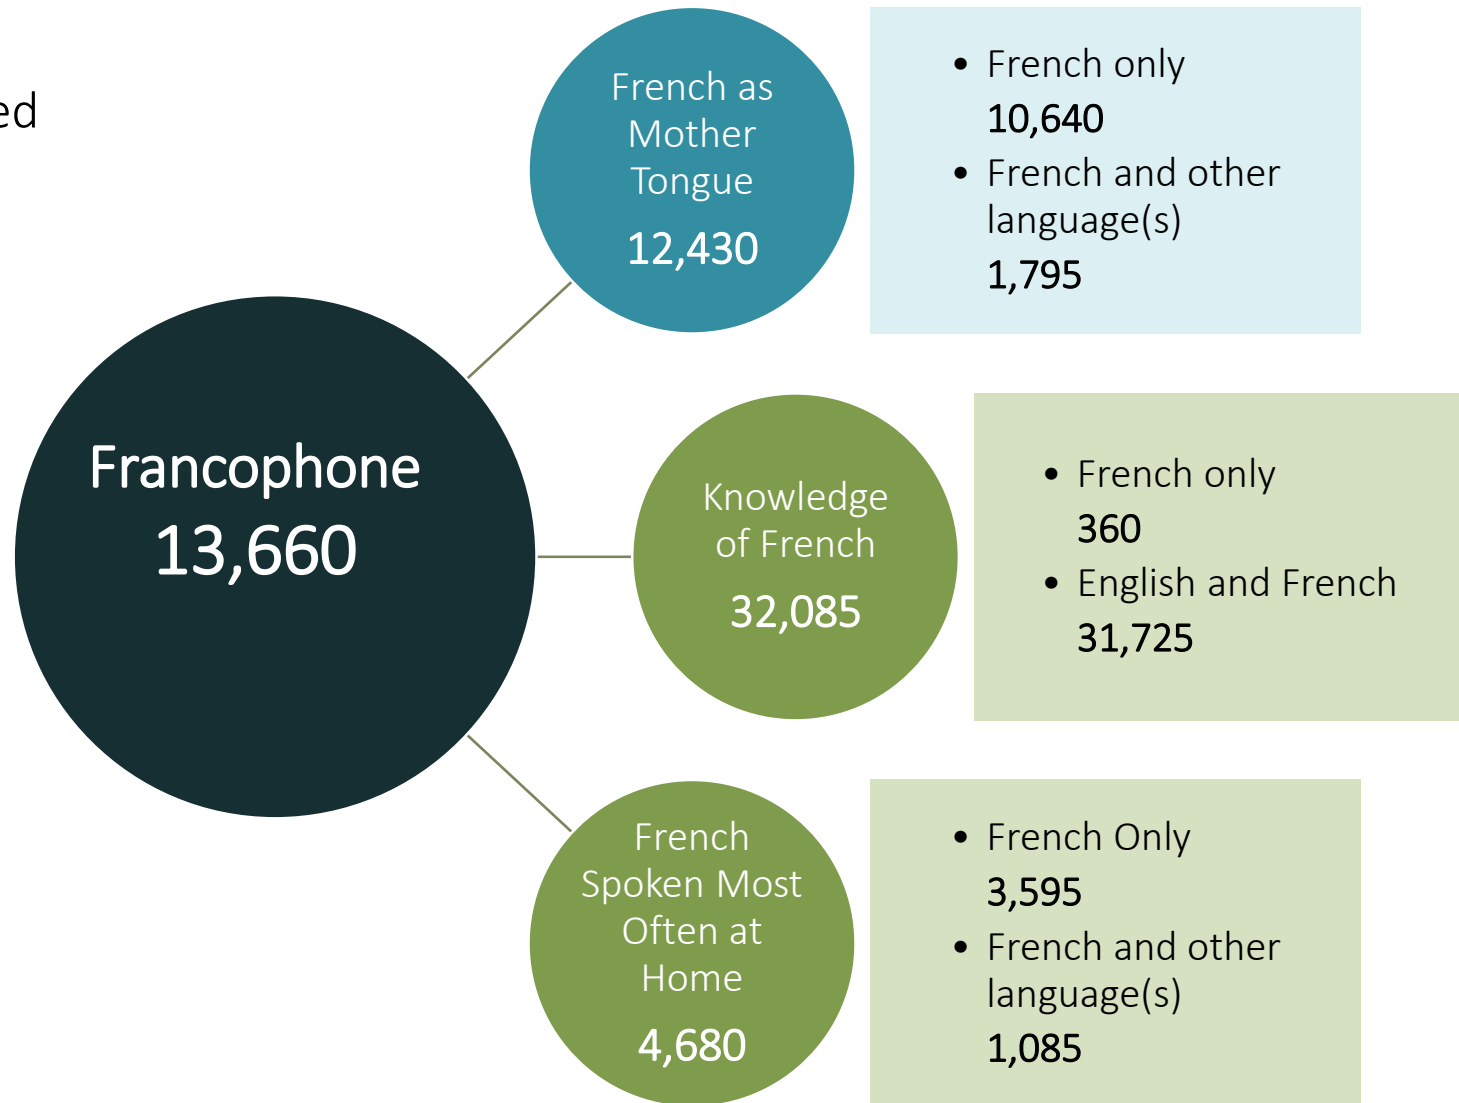 ed
French as
Mother
Tongue
12,430
• French only
10,640
• French and other
language(s)
1,795
Francophone
13,660
Knowledge
of French
32,085
• French only
360
• English and French
31,725
French
Spoken Most
Often at
Home
4,680
• French Only
3,595
• French and other
language(s)
1,085